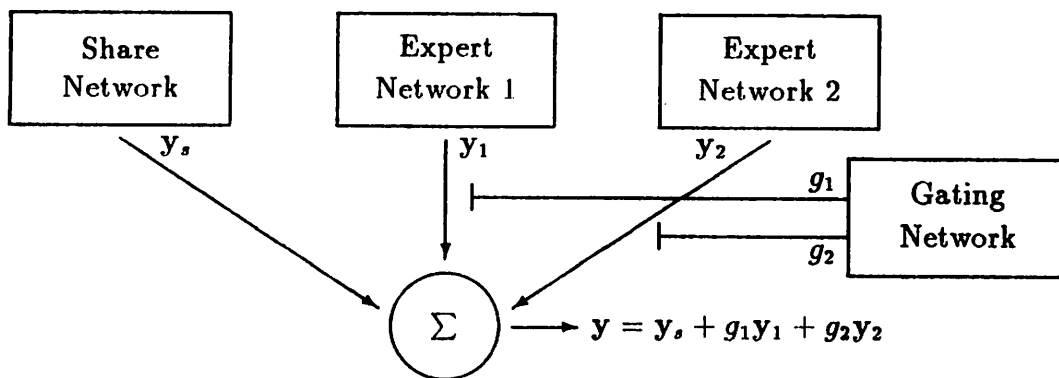 Share
Network
Expert
Network 1
Expert
Network 2
y_s
y_1
y_2
g_1
g_2
Gating
Network
Σ
y = y_s + g_1y_1 + g_2y_2